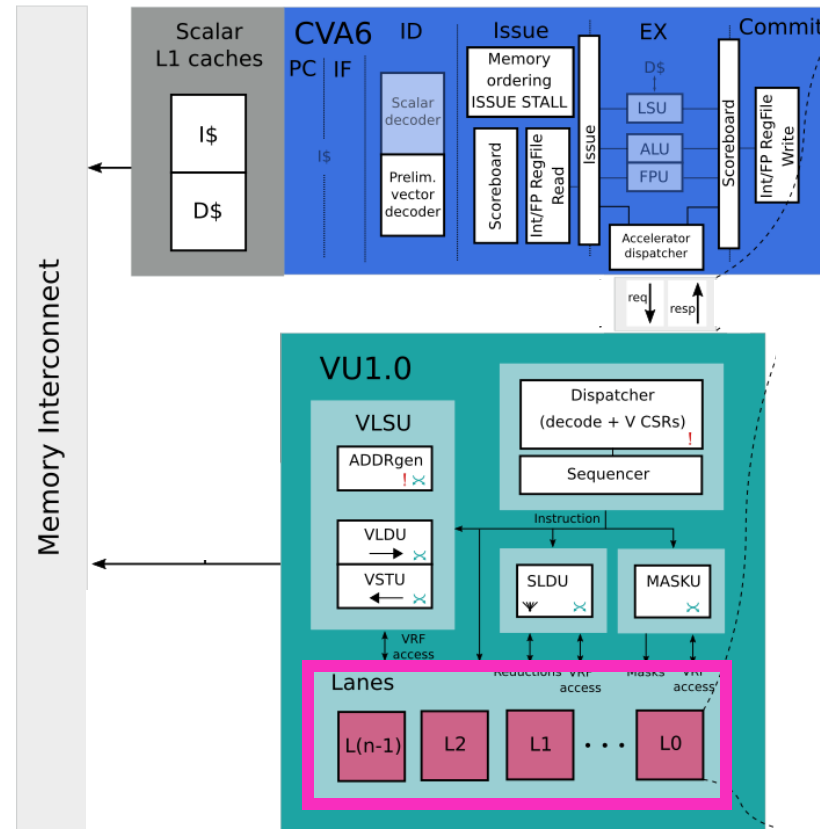 Scalar
L1 caches
I$
D$
CVA6
PC
IF
I$
ID
Scalar
decoder
Prelim.
vector
decoder
Issue
Memory
ordering
ISSUE STALL
Scoreboard
Int/FP RegFile
Read
Issue
EX
D$
LSU
ALU
FPU
Accelerator
dispatcher
Scoreboard
Commit
Int/FP RegFile
Write
req
resp
Memory Interconnect
VU1.0
VLSU
ADDRgen
!
VLDU
VSTU
Dispatcher
(decode + V CSRs)
!
Sequencer
Instruction
SLDU
MASKU
VRF
access
Reductions
VRF
access
Masks
VRF
access
Lanes
L(n-1)
L2
L1
...
L0